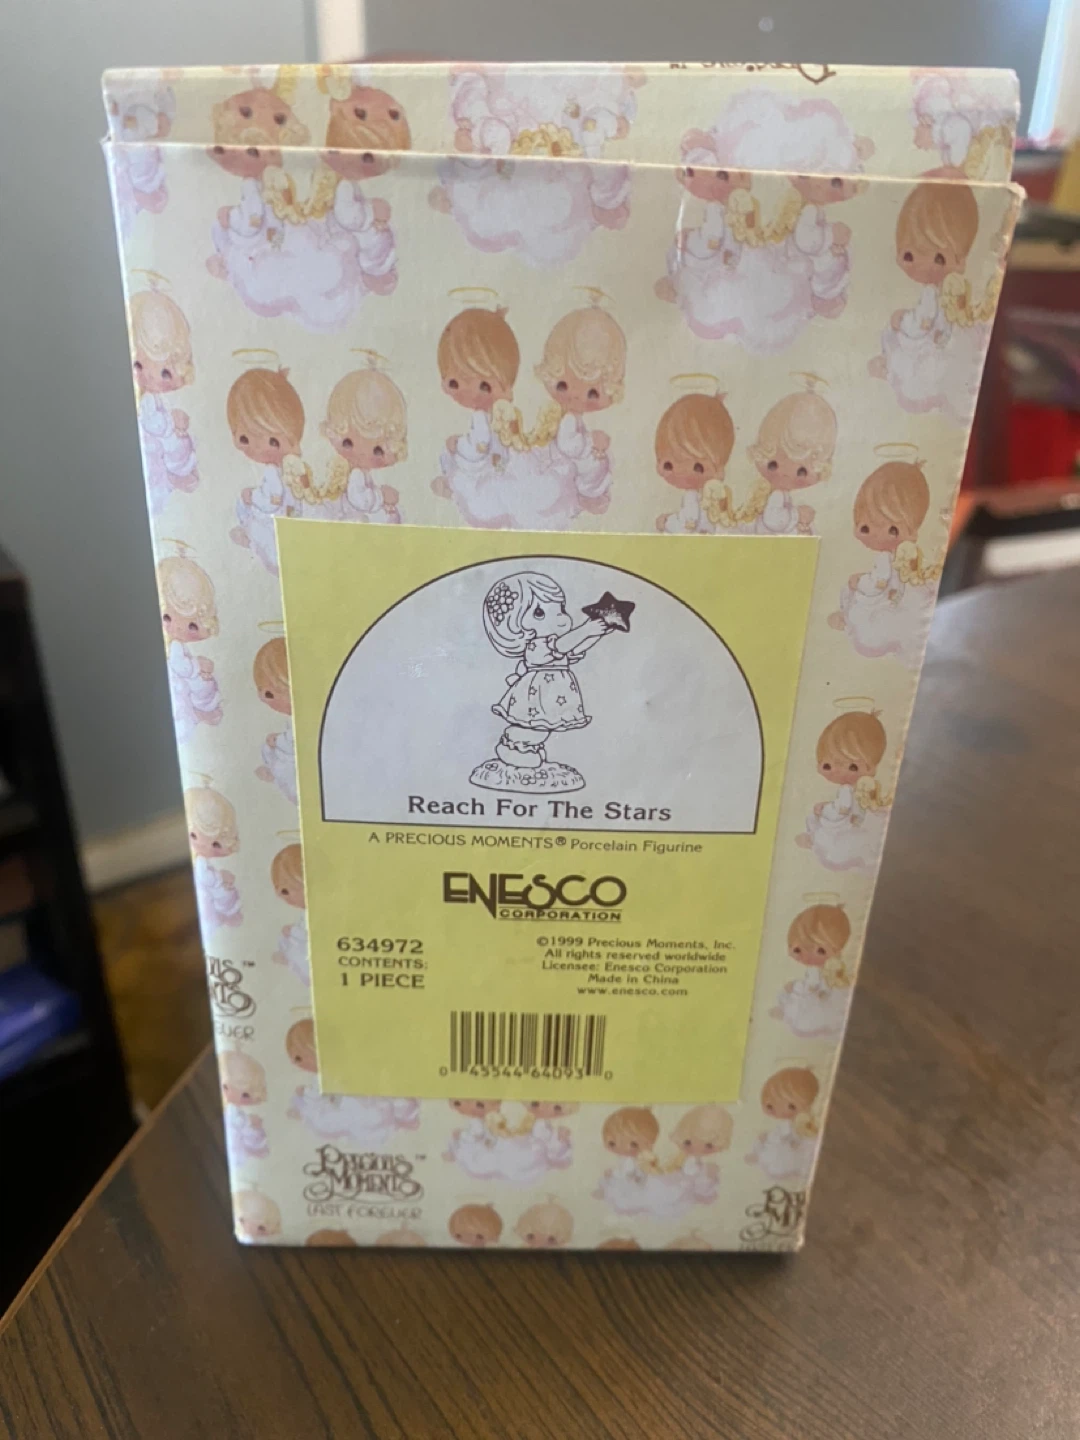 Reach For The Stars
A PRECIOUS MOMENTS® Porcelain Figurine
ENESCO
CORPORATION
634972
CONTENTS:
1 PIECE
©1999 Precious Moments, Inc.
All rights reserved worldwide
Licensee: Enesco Corporation
Made in China
www.enesco.com
0 45544 64093 0
PRECIOUS ™
MOMENTS
LAST FOREVER